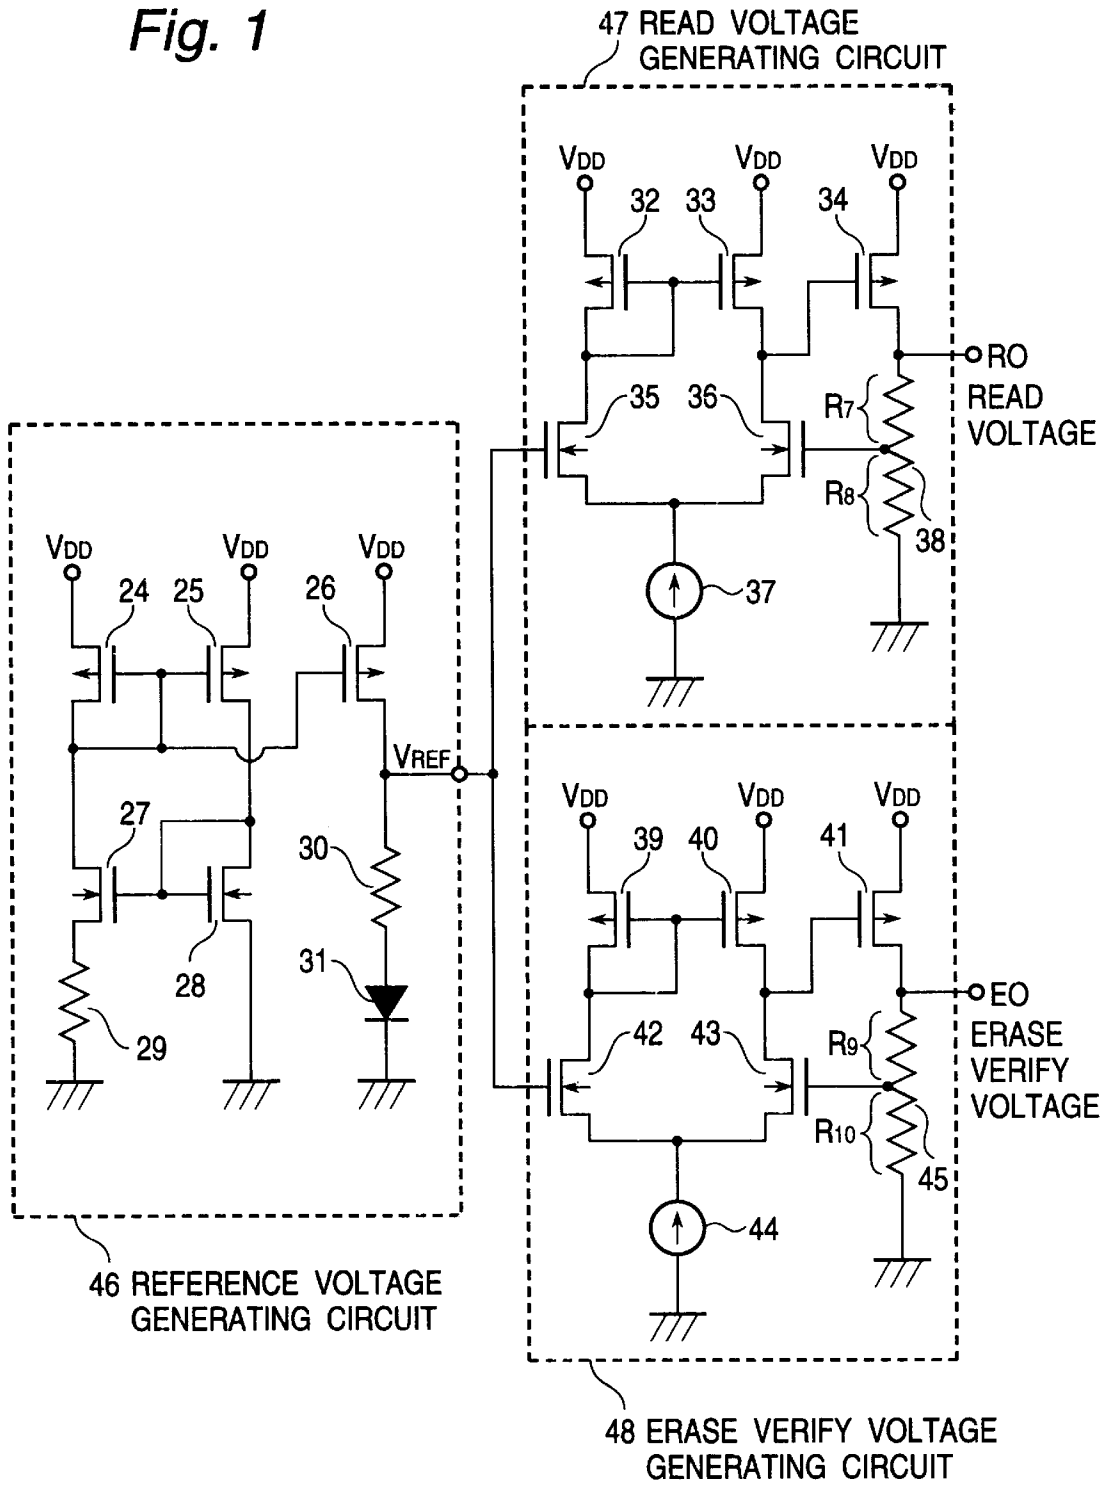 Fig. 1
47 READ VOLTAGE
GENERATING CIRCUIT
VDD
VDD
VDD
32
33
34
RO
READ
VOLTAGE
35
36
R7
R8
38
37
VDD
VDD
VDD
24
25
26
VREF
27
28
29
30
31
46 REFERENCE VOLTAGE
GENERATING CIRCUIT
VDD
VDD
VDD
39
40
41
EO
ERASE
VERIFY
VOLTAGE
42
43
R9
R10
45
44
48 ERASE VERIFY VOLTAGE
GENERATING CIRCUIT